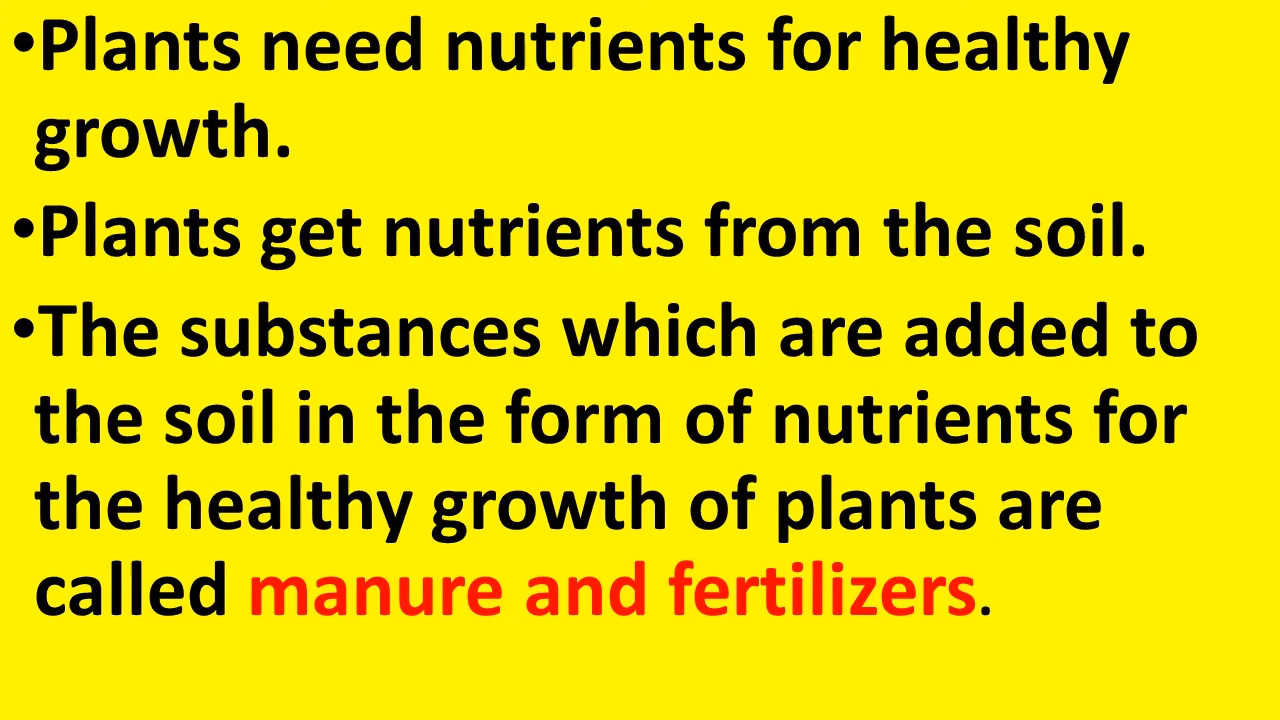 •Plants need nutrients for healthy
growth.
•Plants get nutrients from the soil.
•The substances which are added to
the soil in the form of nutrients for
the healthy growth of plants are
called manure and fertilizers.